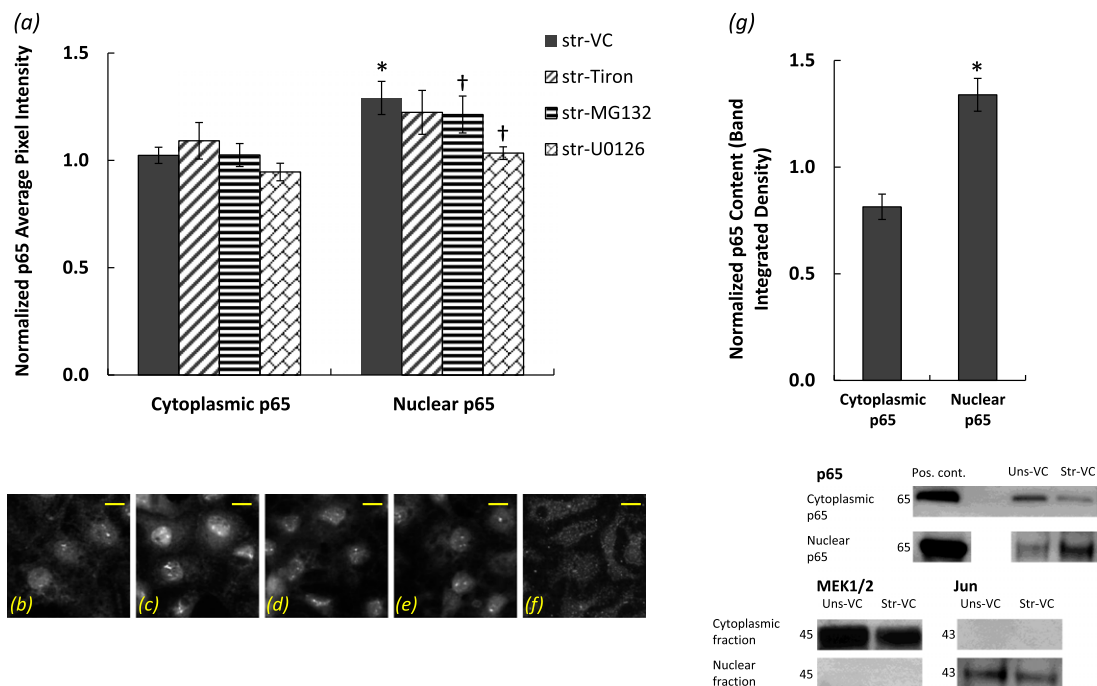 (a)
Normalized p65 Average Pixel Intensity
1.5
1.0
0.5
0.0
*
†
†
str-VC
str-Tiron
str-MG132
str-U0126
Cytoplasmic p65
Nuclear p65
(b)
(c)
(d)
(e)
(f)
(g)
Normalized p65 Content (Band
Integrated Density)
1.5
1.0
0.5
0.0
*
Cytoplasmic
p65
Nuclear
p65
p65
Pos. cont.
Uns-VC
Str-VC
Cytoplasmic
p65
65
Nuclear
p65
65
MEK1/2
Jun
Uns-VC
Str-VC
Uns-VC
Str-VC
Cytoplasmic
fraction
45
43
Nuclear
fraction
45
43